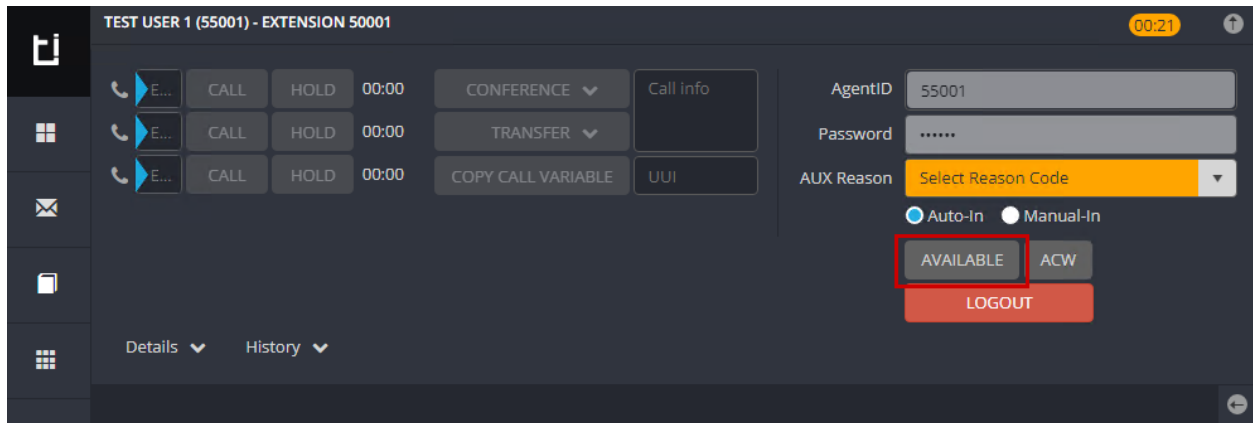 TEST USER 1 (55001) - EXTENSION 50001
00:21
E... CALL HOLD 00:00 CONFERENCE Call info
E... CALL HOLD 00:00 TRANSFER
E... CALL HOLD 00:00 COPY CALL VARIABLE UUI
AgentID 55001
Password ••••••
AUX Reason Select Reason Code
Auto-In Manual-In
AVAILABLE ACW
LOGOUT
Details History